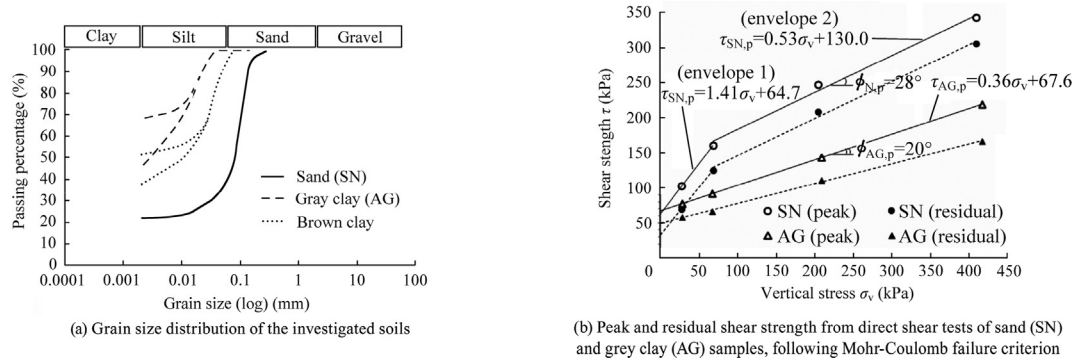 Clay Silt Sand Gravel
100
90
80
70
60
50
40
30
20
10
0
Passing percentage (%)
Sand (SN)
Gray clay (AG)
Brown clay
0.0001 0.001 0.01 0.1 1 10 100
Grain size (log) (mm)
(a) Grain size distribution of the investigated soils
350
300
250
200
150
100
50
0 50 100 150 200 250 300 350 400 450
Shear stength τ (kPa)
(envelope 2)
τSN,p=0.53σv+130.0
(envelope 1)
τSN,p=1.41σv+64.7
ϕN,p=28°
τAG,p=0.36σv+67.6
ϕAG,p=20°
SN (peak) SN (residual)
AG (peak) AG (residual)
Vertical stress σv (kPa)
(b) Peak and residual shear strength from direct shear tests of sand (SN)
and grey clay (AG) samples, following Mohr-Coulomb failure criterion